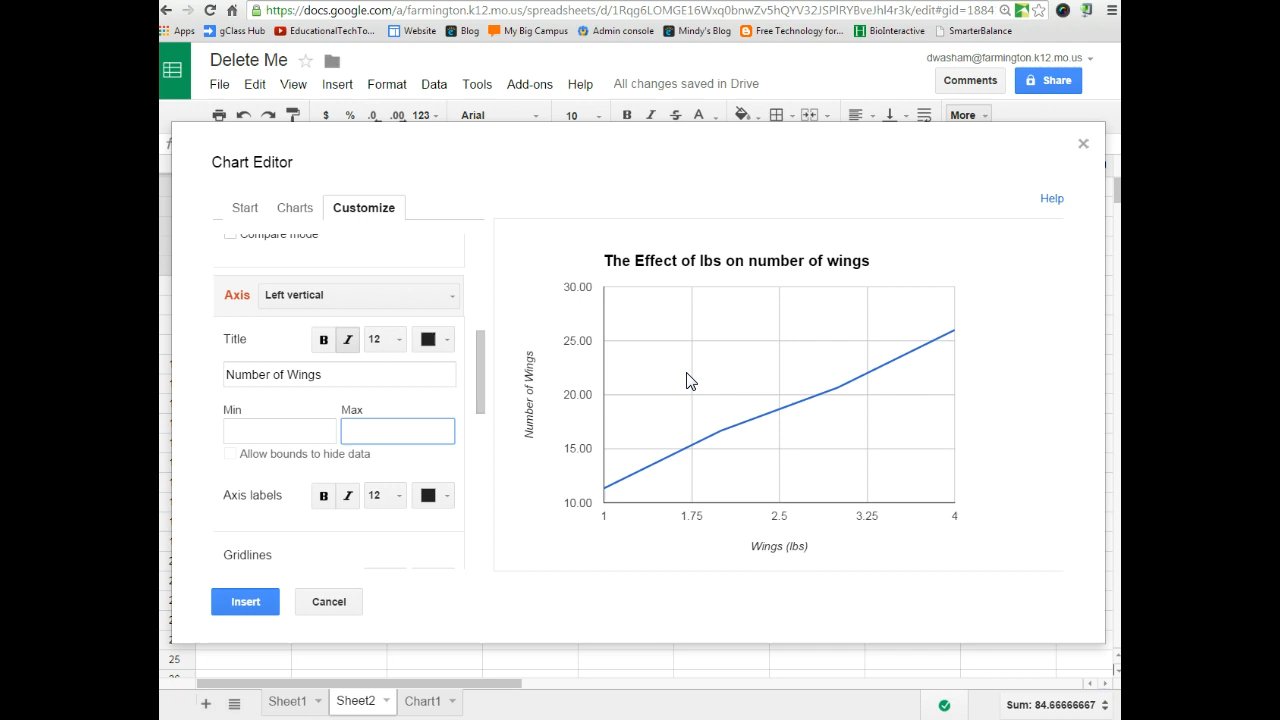 https://docs.google.com/a/farmington.k12.mo.us/spreadsheets/d/1Rqg6LOMGE16Wxq0bnwZv5hQYV32JSPlRYBveJhl4r3k/edit#gid=1884
Apps gClass Hub EducationalTechTo... Website Blog My Big Campus Admin console Mindy's Blog Free Technology for... BioInteractive SmarterBalance
Delete Me
dwasham@farmington.k12.mo.us
File Edit View Insert Format Data Tools Add-ons Help All changes saved in Drive
Comments Share
$ % .0 .00 123 Arial 10 B I S A More
Chart Editor
Start Charts Customize
Help
Compare mode
Axis Left vertical
Title B I 12
Number of Wings
Min Max
Allow bounds to hide data
Axis labels B I 12
Gridlines
Insert Cancel
The Effect of lbs on number of wings
30.00
25.00
20.00
15.00
10.00
Number of Wings
1 1.75 2.5 3.25 4
Wings (lbs)
25
Sheet1 Sheet2 Chart1 Sum: 84.66666667